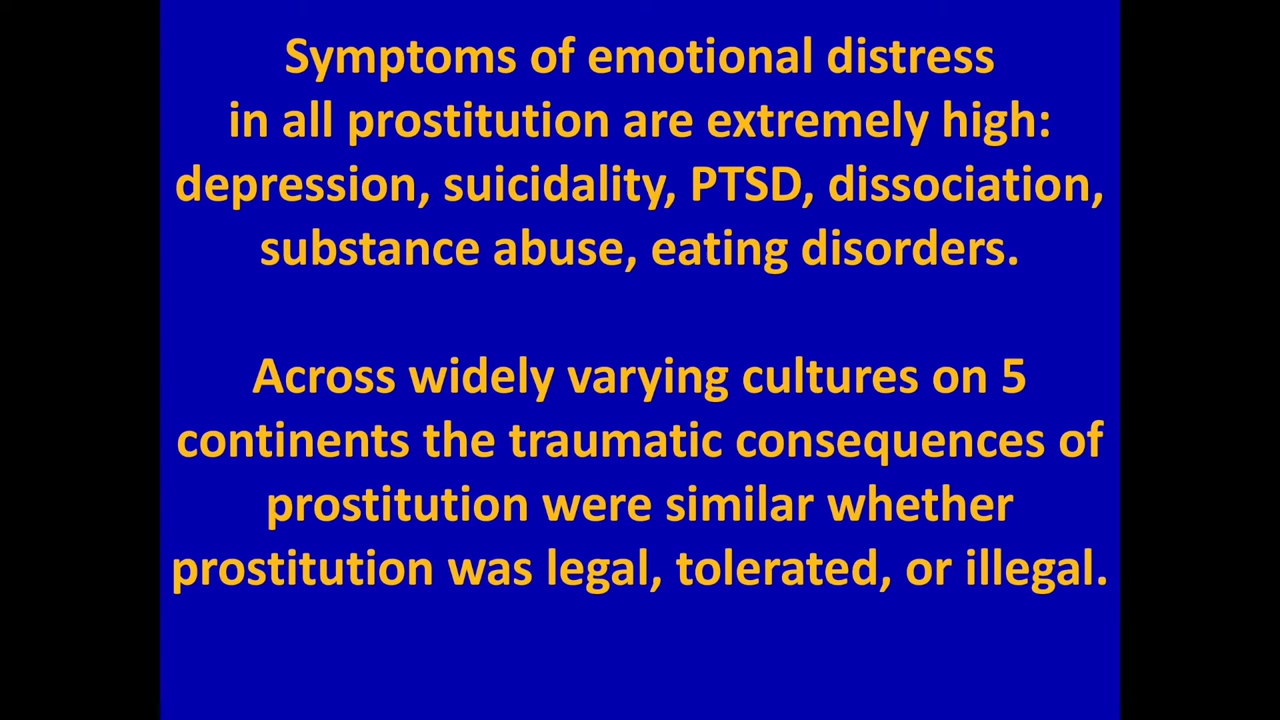 Symptoms of emotional distress
in all prostitution are extremely high:
depression, suicidality, PTSD, dissociation,
substance abuse, eating disorders.
Across widely varying cultures on 5
continents the traumatic consequences of
prostitution were similar whether
prostitution was legal, tolerated, or illegal.